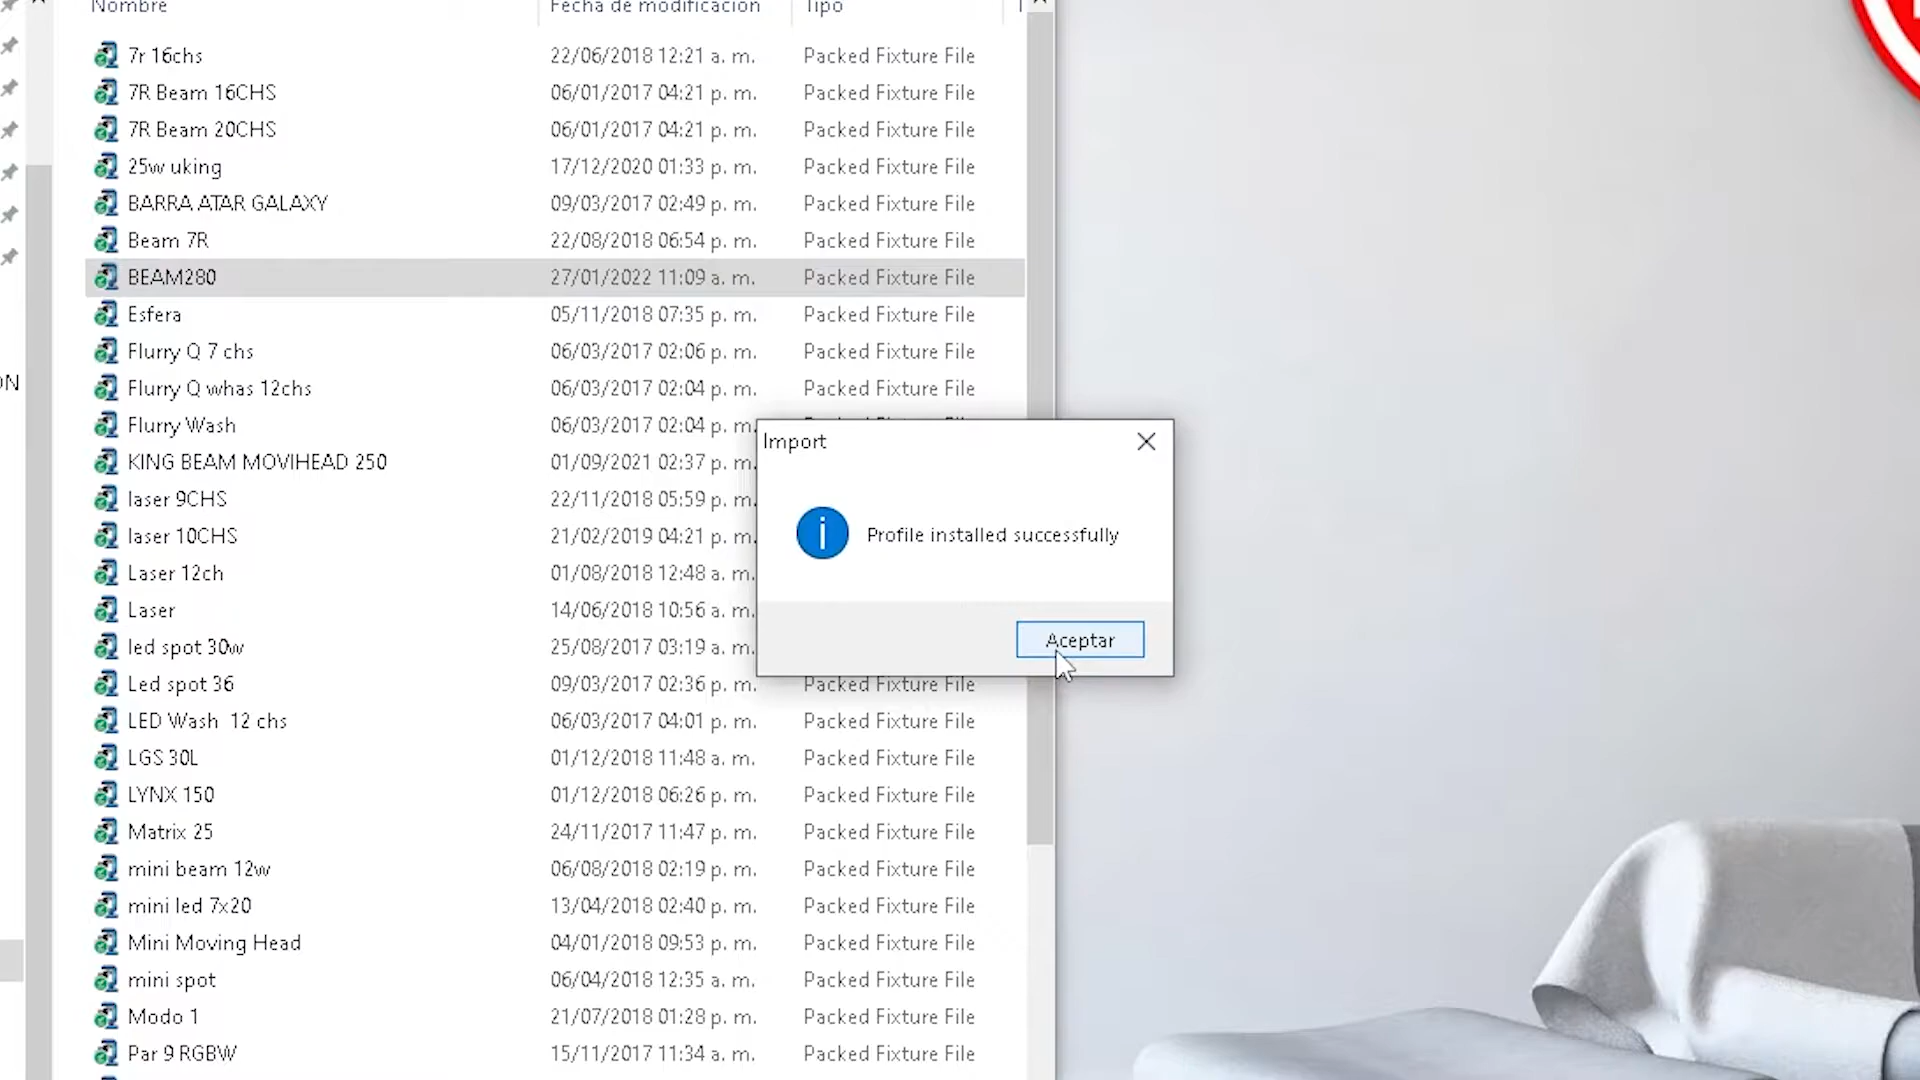 Nombre Fecha de modificación Tipo
7r 16chs 22/06/2018 12:21 a. m. Packed Fixture File
7R Beam 16CHS 06/01/2017 04:21 p. m. Packed Fixture File
7R Beam 20CHS 06/01/2017 04:21 p. m. Packed Fixture File
25w uking 17/12/2020 01:33 p. m. Packed Fixture File
BARRA ATAR GALAXY 09/03/2017 02:49 p. m. Packed Fixture File
Beam 7R 22/08/2018 06:54 p. m. Packed Fixture File
BEAM280 27/01/2022 11:09 a. m. Packed Fixture File
Esfera 05/11/2018 07:35 p. m. Packed Fixture File
Flurry Q 7 chs 06/03/2017 02:06 p. m. Packed Fixture File
ON
Flurry Q whas 12chs 06/03/2017 02:04 p. m. Packed Fixture File
Flurry Wash 06/03/2017 02:04 p. m.
KING BEAM MOVIHEAD 250 01/09/2021 02:37 p. m.
laser 9CHS 22/11/2018 05:59 p. m.
laser 10CHS 21/02/2019 04:21 p. m.
Laser 12ch 01/08/2018 12:48 a. m.
Laser 14/06/2018 10:56 a. m.
led spot 30w 25/08/2017 03:19 a. m.
Led spot 36 09/03/2017 02:36 p. m. Packed Fixture File
LED Wash 12 chs 06/03/2017 04:01 p. m. Packed Fixture File
LGS 30L 01/12/2018 11:48 a. m. Packed Fixture File
LYNX 150 01/12/2018 06:26 p. m. Packed Fixture File
Matrix 25 24/11/2017 11:47 p. m. Packed Fixture File
mini beam 12w 06/08/2018 02:19 p. m. Packed Fixture File
mini led 7x20 13/04/2018 02:40 p. m. Packed Fixture File
Mini Moving Head 04/01/2018 09:53 p. m. Packed Fixture File
mini spot 06/04/2018 12:35 a. m. Packed Fixture File
Modo 1 21/07/2018 01:28 p. m. Packed Fixture File
Par 9 RGBW 15/11/2017 11:34 a. m. Packed Fixture File
Import
Profile installed successfully
Aceptar